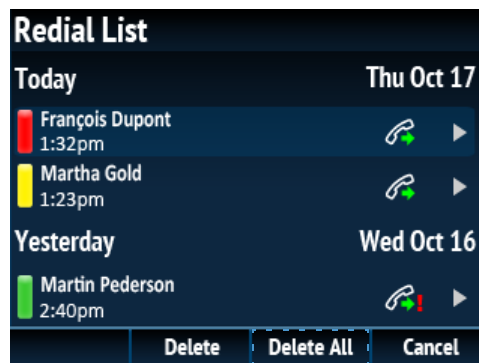 Redial List
Today Thu Oct 17
François Dupont
1:32pm
Martha Gold
1:23pm
Yesterday Wed Oct 16
Martin Pederson
2:40pm
Delete Delete All Cancel